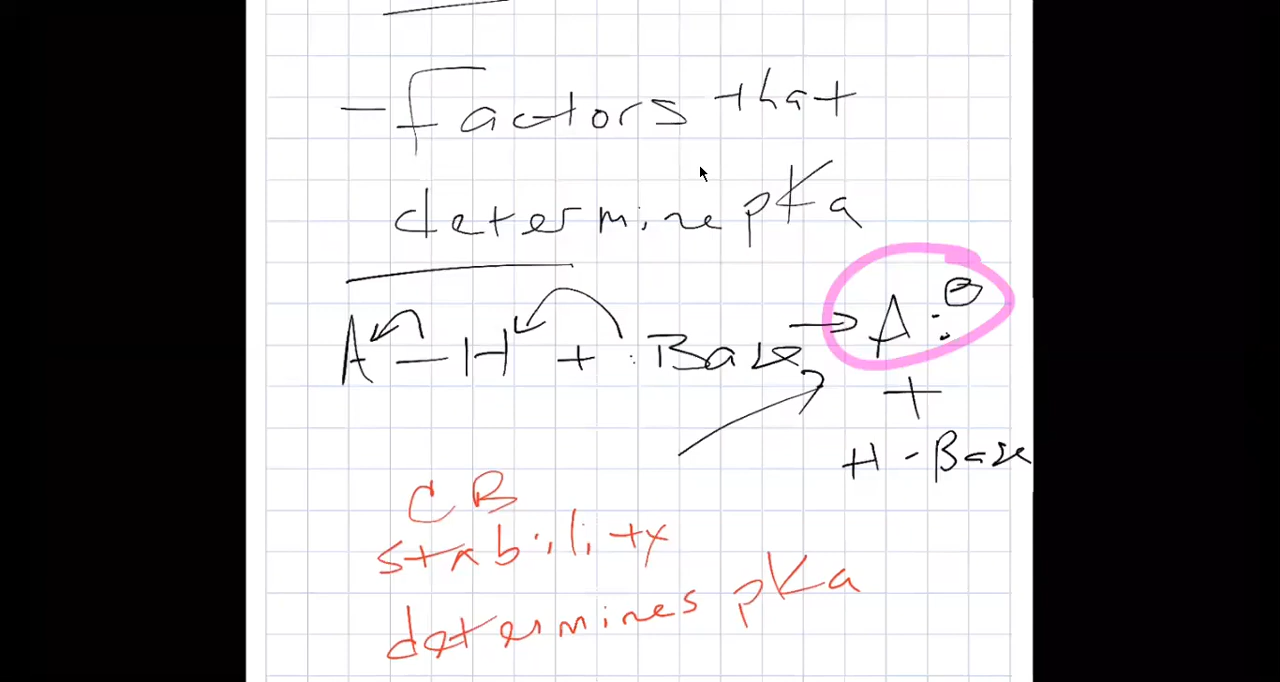 - Factors that
determine pKa
A - H + :Base → A:⊖
+
H - Base
CB
stability
determines pKa